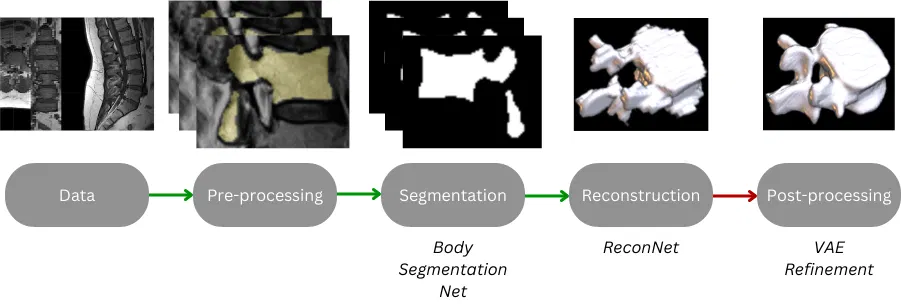 Data
Pre-processing
Segmentation
Reconstruction
Post-processing
Body
Segmentation
Net
ReconNet
VAE
Refinement